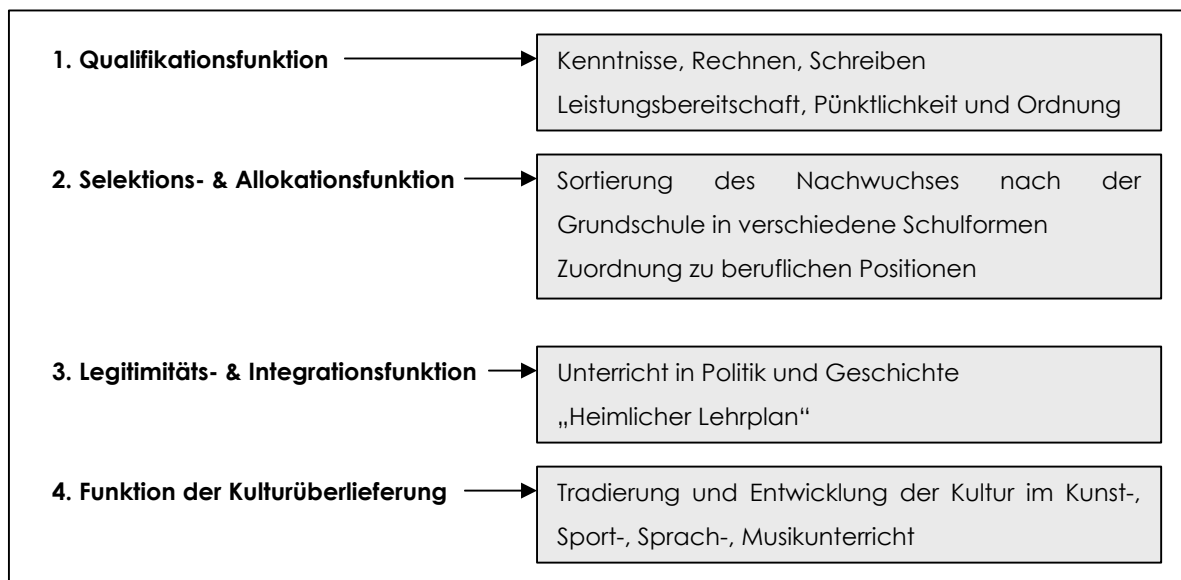 1. Qualifikationsfunktion
Kenntnisse, Rechnen, Schreiben
Leistungsbereitschaft, Pünktlichkeit und Ordnung
2. Selektions- & Allokationsfunktion
Sortierung des Nachwuchses nach der
Grundschule in verschiedene Schulformen
Zuordnung zu beruflichen Positionen
3. Legitimitäts- & Integrationsfunktion
Unterricht in Politik und Geschichte
„Heimlicher Lehrplan“
4. Funktion der Kulturüberlieferung
Tradierung und Entwicklung der Kultur im Kunst-,
Sport-, Sprach-, Musikunterricht